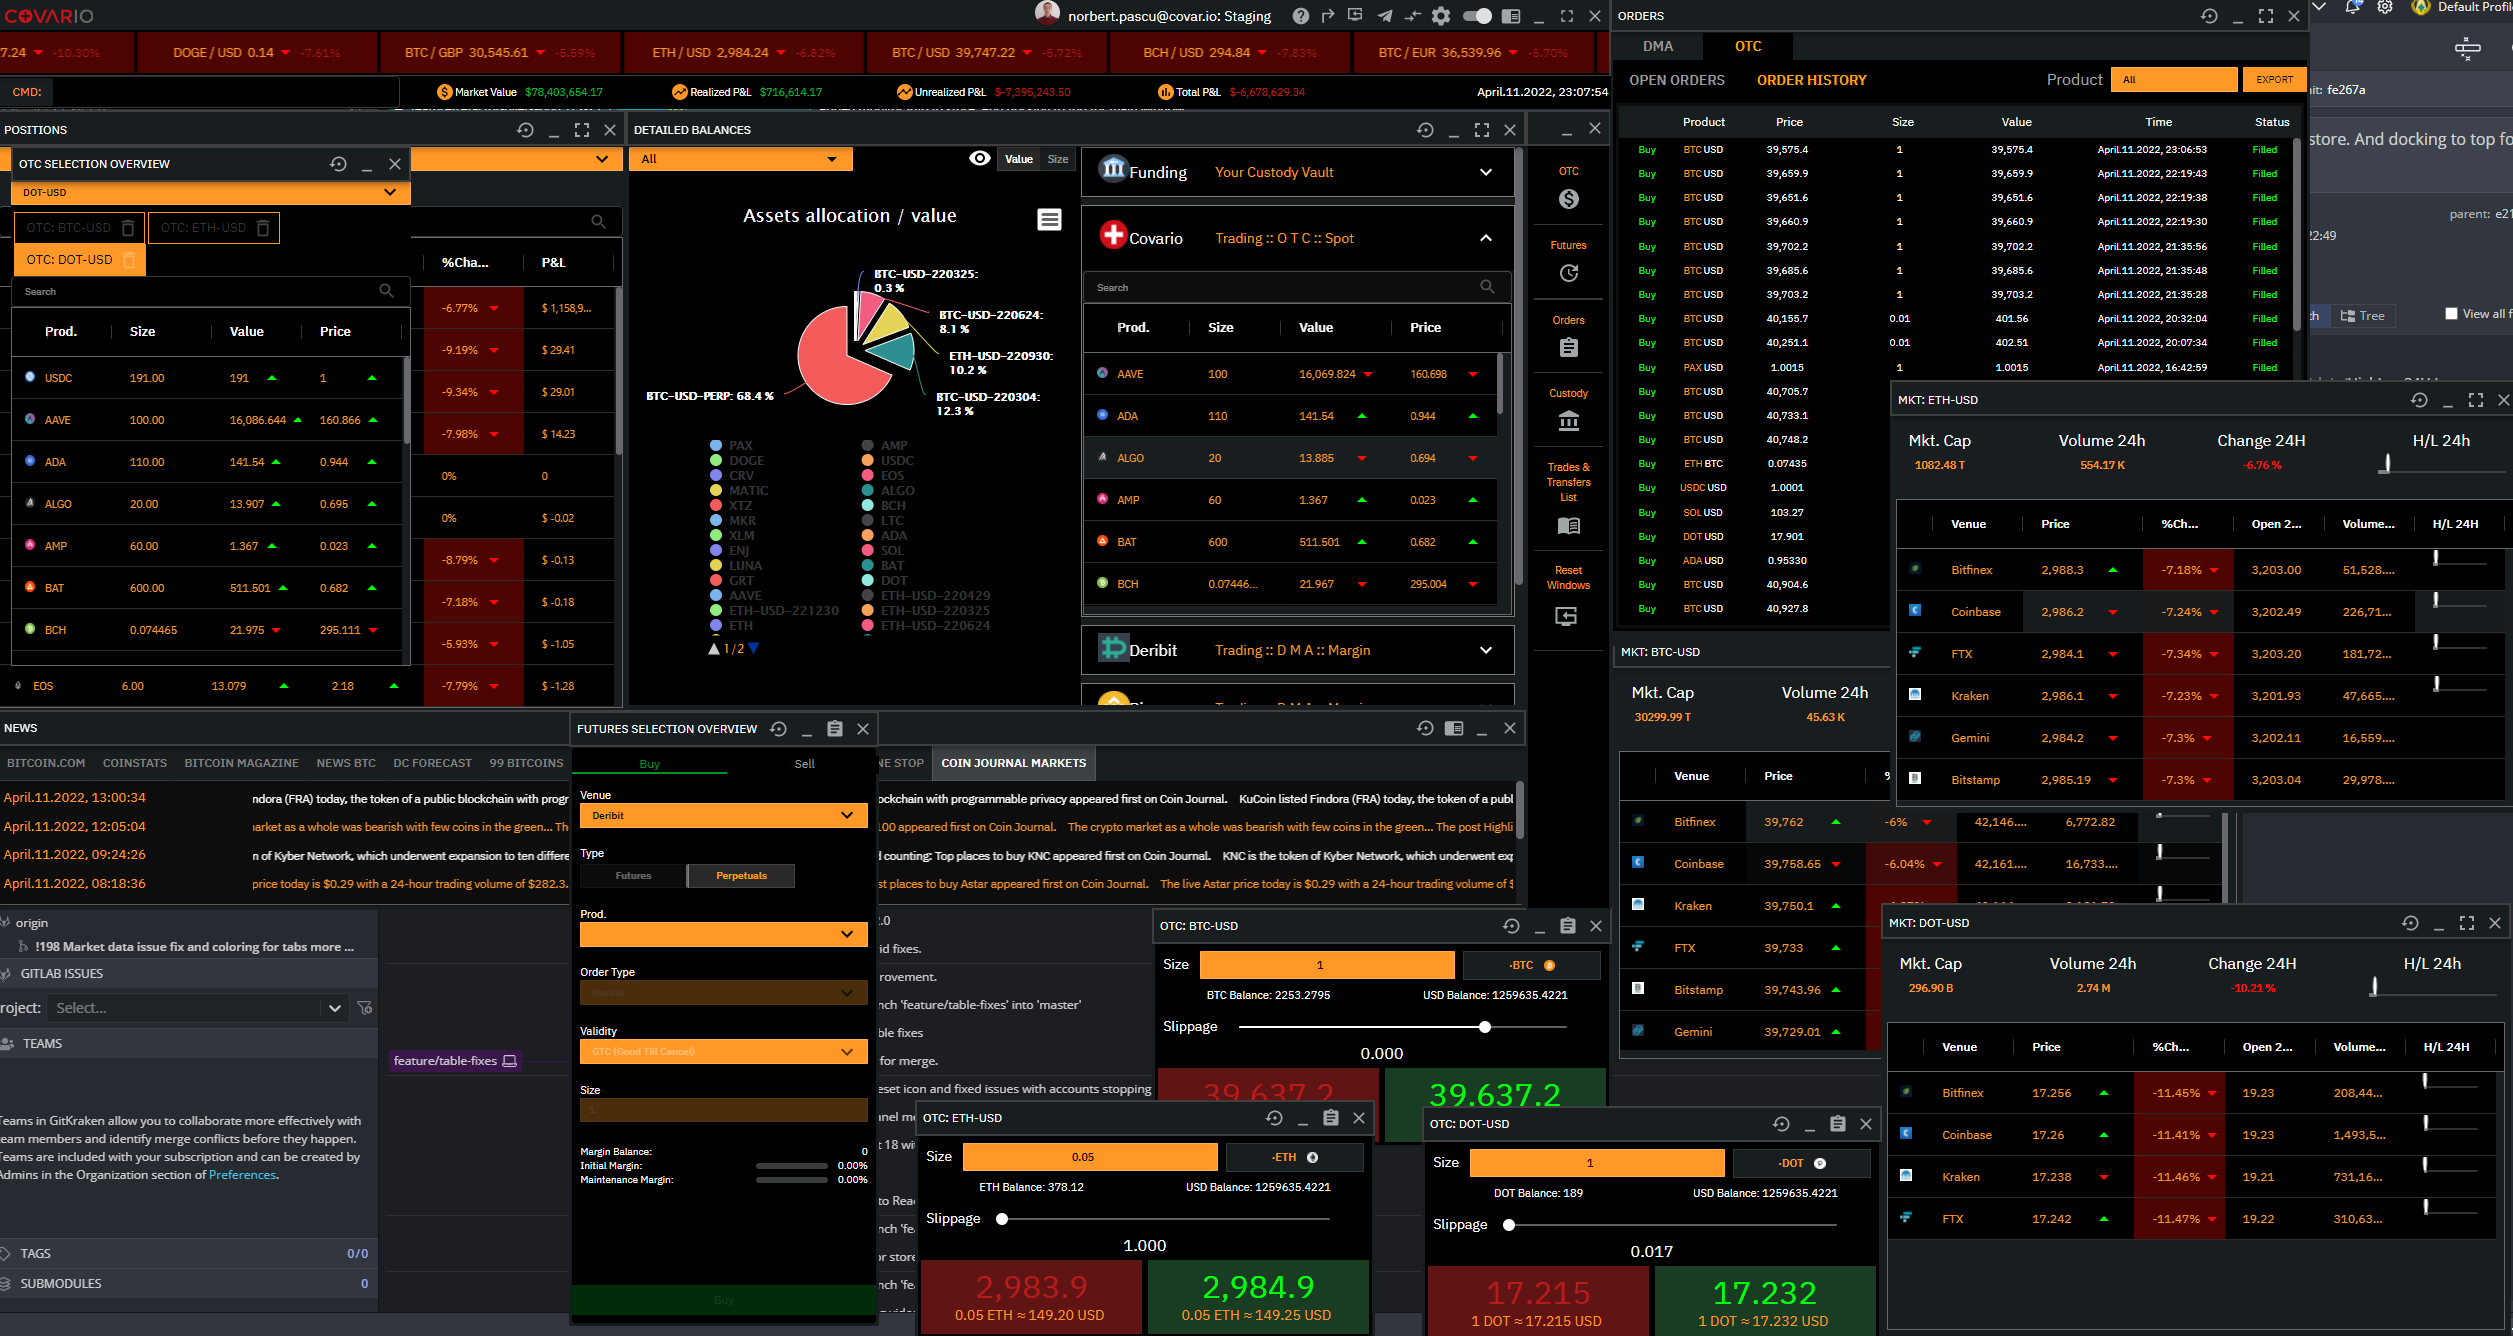 COVARIO
norbert.pascu@covar.io: Staging
7.24 -10.30%
DOGE / USD 0.14 -7.61%
BTC / GBP 30,545.61 -5.59%
ETH / USD 2,984.24 -6.82%
BTC / USD 39,747.22 -5.72%
BCH / USD 294.84 -7.83%
BTC / EUR 36,539.96 -5.70%
CMD:
Market Value $78,403,654.17
Realized P&L $716,614.17
Unrealized P&L $-7,395,243.50
Total P&L $-6,678,629.34
April.11.2022, 23:07:54
POSITIONS
%Cha... P&L
-6.77% $ 1,158,9...
-9.19% $ 29.41
-9.34% $ 29.01
-7.98% $ 14.23
0% 0
0% $ -0.02
-8.79% $ -0.13
-7.18% $ -0.18
-5.93% $ -1.05
EOS 6.00 13.079 2.18 -7.79% $ -1.28
OTC SELECTION OVERVIEW
DOT-USD
OTC: BTC-USD
OTC: ETH-USD
OTC: DOT-USD
Search
Prod. Size Value Price
USDC 191.00 191 1
AAVE 100.00 16,086.644 160.866
ADA 110.00 141.54 0.944
ALGO 20.00 13.907 0.695
AMP 60.00 1.367 0.023
BAT 600.00 511.501 0.682
BCH 0.074465 21.975 295.111
DETAILED BALANCES
All
Value Size
Assets allocation / value
BTC-USD-220325:
0.3 %
BTC-USD-220624:
8.1 %
ETH-USD-220930:
10.2 %
BTC-USD-220304:
12.3 %
BTC-USD-PERP: 68.4 %
PAX AMP
DOGE USDC
CRV EOS
MATIC ALGO
XTZ BCH
MKR LTC
XLM ADA
ENJ SOL
LUNA BAT
GRT DOT
AAVE ETH-USD-220429
ETH-USD-221230 ETH-USD-220325
ETH ETH-USD-220624
1/2
Funding Your Custody Vault
Covario Trading :: O T C :: Spot
Search
Prod. Size Value Price
AAVE 100 16,069.824 160.698
ADA 110 141.54 0.944
ALGO 20 13.885 0.694
AMP 60 1.367 0.023
BAT 600 511.501 0.682
BCH 0.07446... 21.967 295.004
Deribit Trading :: D M A :: Margin
OTC
Futures
Orders
Custody
Trades &
Transfers
List
Reset
Windows
ORDERS
DMA OTC
OPEN ORDERS ORDER HISTORY
Product All EXPORT
Product Price Size Value Time Status
Buy BTC USD 39,575.4 1 39,575.4 April.11.2022, 23:06:53 Filled
Buy BTC USD 39,659.9 1 39,659.9 April.11.2022, 22:19:43 Filled
Buy BTC USD 39,651.6 1 39,651.6 April.11.2022, 22:19:38 Filled
Buy BTC USD 39,660.9 1 39,660.9 April.11.2022, 22:19:30 Filled
Buy BTC USD 39,702.2 1 39,702.2 April.11.2022, 21:35:56 Filled
Buy BTC USD 39,685.6 1 39,685.6 April.11.2022, 21:35:48 Filled
Buy BTC USD 39,703.2 1 39,703.2 April.11.2022, 21:35:28 Filled
Buy BTC USD 40,155.7 0.01 401.56 April.11.2022, 20:32:04 Filled
Buy BTC USD 40,251.1 0.01 402.51 April.11.2022, 20:07:34 Filled
Buy PAX USD 1.0015 1 1.0015 April.11.2022, 16:42:59 Filled
Buy BTC USD 40,705.7
Buy BTC USD 40,733.1
Buy BTC USD 40,748.2
Buy ETH BTC 0.07435
Buy USDC USD 1.0001
Buy SOL USD 103.27
Buy DOT USD 17.901
Buy ADA USD 0.95330
Buy BTC USD 40,904.6
Buy BTC USD 40,927.8
Default Profile
fe267a
store. And docking to top fo
parent: e21
22:49
Tree
View all f
MKT: ETH-USD
Mkt. Cap Volume 24h Change 24H H/L 24h
1082.48 T 554.17 K -6.76 %
Venue Price %Ch... Open 2... Volume... H/L 24H
Bitfinex 2,988.3 -7.18% 3,203.00 51,528....
Coinbase 2,986.2 -7.24% 3,202.49 226,71...
FTX 2,984.1 -7.34% 3,203.20 181,72...
Kraken 2,986.1 -7.23% 3,201.93 47,665....
Gemini 2,984.2 -7.3% 3,202.11 16,559....
Bitstamp 2,985.19 -7.3% 3,203.04 29,978....
MKT: BTC-USD
Mkt. Cap Volume 24h
30299.99 T 45.63 K
Venue Price
Bitfinex 39,762 -6% 42,146.... 6,772.82
Coinbase 39,758.65 -6.04% 42,161.... 16,733....
Kraken 39,750.1
FTX 39,733
Bitstamp 39,743.96
Gemini 39,729.01
MKT: DOT-USD
Mkt. Cap Volume 24h Change 24H H/L 24h
296.90 B 2.74 M -10.21 %
Venue Price %Ch... Open 2... Volume... H/L 24H
Bitfinex 17.256 -11.45% 19.23 208,44...
Coinbase 17.26 -11.41% 19.23 1,493,5...
Kraken 17.238 -11.46% 19.21 731,16...
FTX 17.242 -11.47% 19.22 310,63...
NEWS
BITCOIN.COM COINSTATS BITCOIN MAGAZINE NEWS BTC DC FORECAST 99 BITCOINS NE STOP COIN JOURNAL MARKETS
April.11.2022, 13:00:34 ndora (FRA) today, the token of a public blockchain with progr
ockchain with programmable privacy appeared first on Coin Journal. KuCoin listed Findora (FRA) today, the token of a publ
April.11.2022, 12:05:04 arket as a whole was bearish with few coins in the green... Th
100 appeared first on Coin Journal. The crypto market as a whole was bearish with few coins in the green... The post Highli
April.11.2022, 09:24:26 n of Kyber Network, which underwent expansion to ten differe
d counting: Top places to buy KNC appeared first on Coin Journal. KNC is the token of Kyber Network, which underwent exp
April.11.2022, 08:18:36 price today is $0.29 with a 24-hour trading volume of $282.3.
st places to buy Astar appeared first on Coin Journal. The live Astar price today is $0.29 with a 24-hour trading volume of $
FUTURES SELECTION OVERVIEW
Buy Sell
Venue
Deribit
Type
Futures Perpetuals
Prod.
Order Type
Market
Validity
GTC (Good Till Cancel)
Size
Margin Balance: 0
Initial Margin: 0.00%
Maintenance Margin: 0.00%
Buy
origin
!198 Market data issue fix and coloring for tabs more ...
GITLAB ISSUES
roject: Select...
TEAMS
Teams in GitKraken allow you to collaborate more effectively with
team members and identify merge conflicts before they happen.
Teams are included with your subscription and can be created by
Admins in the Organization section of Preferences.
TAGS 0/0
SUBMODULES 0
feature/table-fixes
2.0
id fixes.
rovement.
nch 'feature/table-fixes' into 'master'
ble fixes
for merge.
eset icon and fixed issues with accounts stopping
nel m
t 18 wit
to Rea
nch 'fe
or store
nch 'fe
OTC: BTC-USD
Size 1 -BTC
BTC Balance: 2253.2795 USD Balance: 1259635.4221
Slippage
0.000
39,637.2 39,637.2
OTC: ETH-USD
Size 0.05 -ETH
ETH Balance: 378.12 USD Balance: 1259635.4221
Slippage
1.000
2,983.9 2,984.9
0.05 ETH ≈ 149.20 USD 0.05 ETH ≈ 149.25 USD
OTC: DOT-USD
Size 1 -DOT
DOT Balance: 189 USD Balance: 1259635.4221
Slippage
0.017
17.215 17.232
1 DOT ≈ 17.215 USD 1 DOT ≈ 17.232 USD